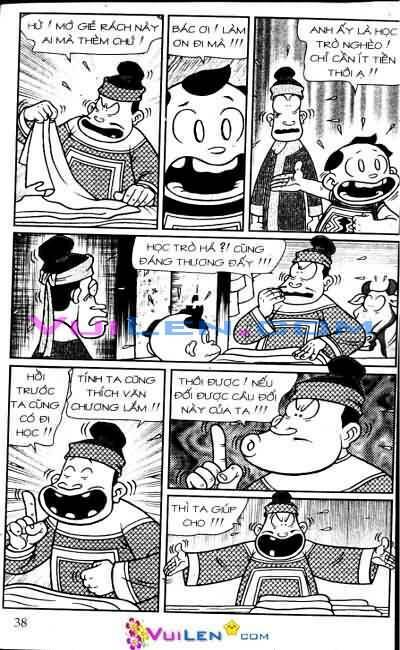 HỨ ! MỚ GIẺ RÁCH NÀY
AI MÀ THÈM CHỨ !
BÁC ƠI ! LÀM
ƠN ĐI MÀ !!!
ANH ẤY LÀ HỌC
TRÒ NGHÈO !
CHỈ CẦN ÍT TIỀN
THÔI Ạ !!
HỌC TRÒ HẢ ?! CŨNG
ĐÁNG THƯƠNG ĐẤY !!!
VUILEN.COM
HỒI
TRƯỚC
TA CŨNG
CÓ ĐI
HỌC !!
TÍNH TA CŨNG
THÍCH VĂN
CHƯƠNG LẮM !!
THÔI ĐƯỢC ! NẾU
ĐỐI ĐƯỢC CÂU ĐỐI
NÀY CỦA TA !!!
THÌ TA GIÚP
CHO !!!
38
VUILEN COM